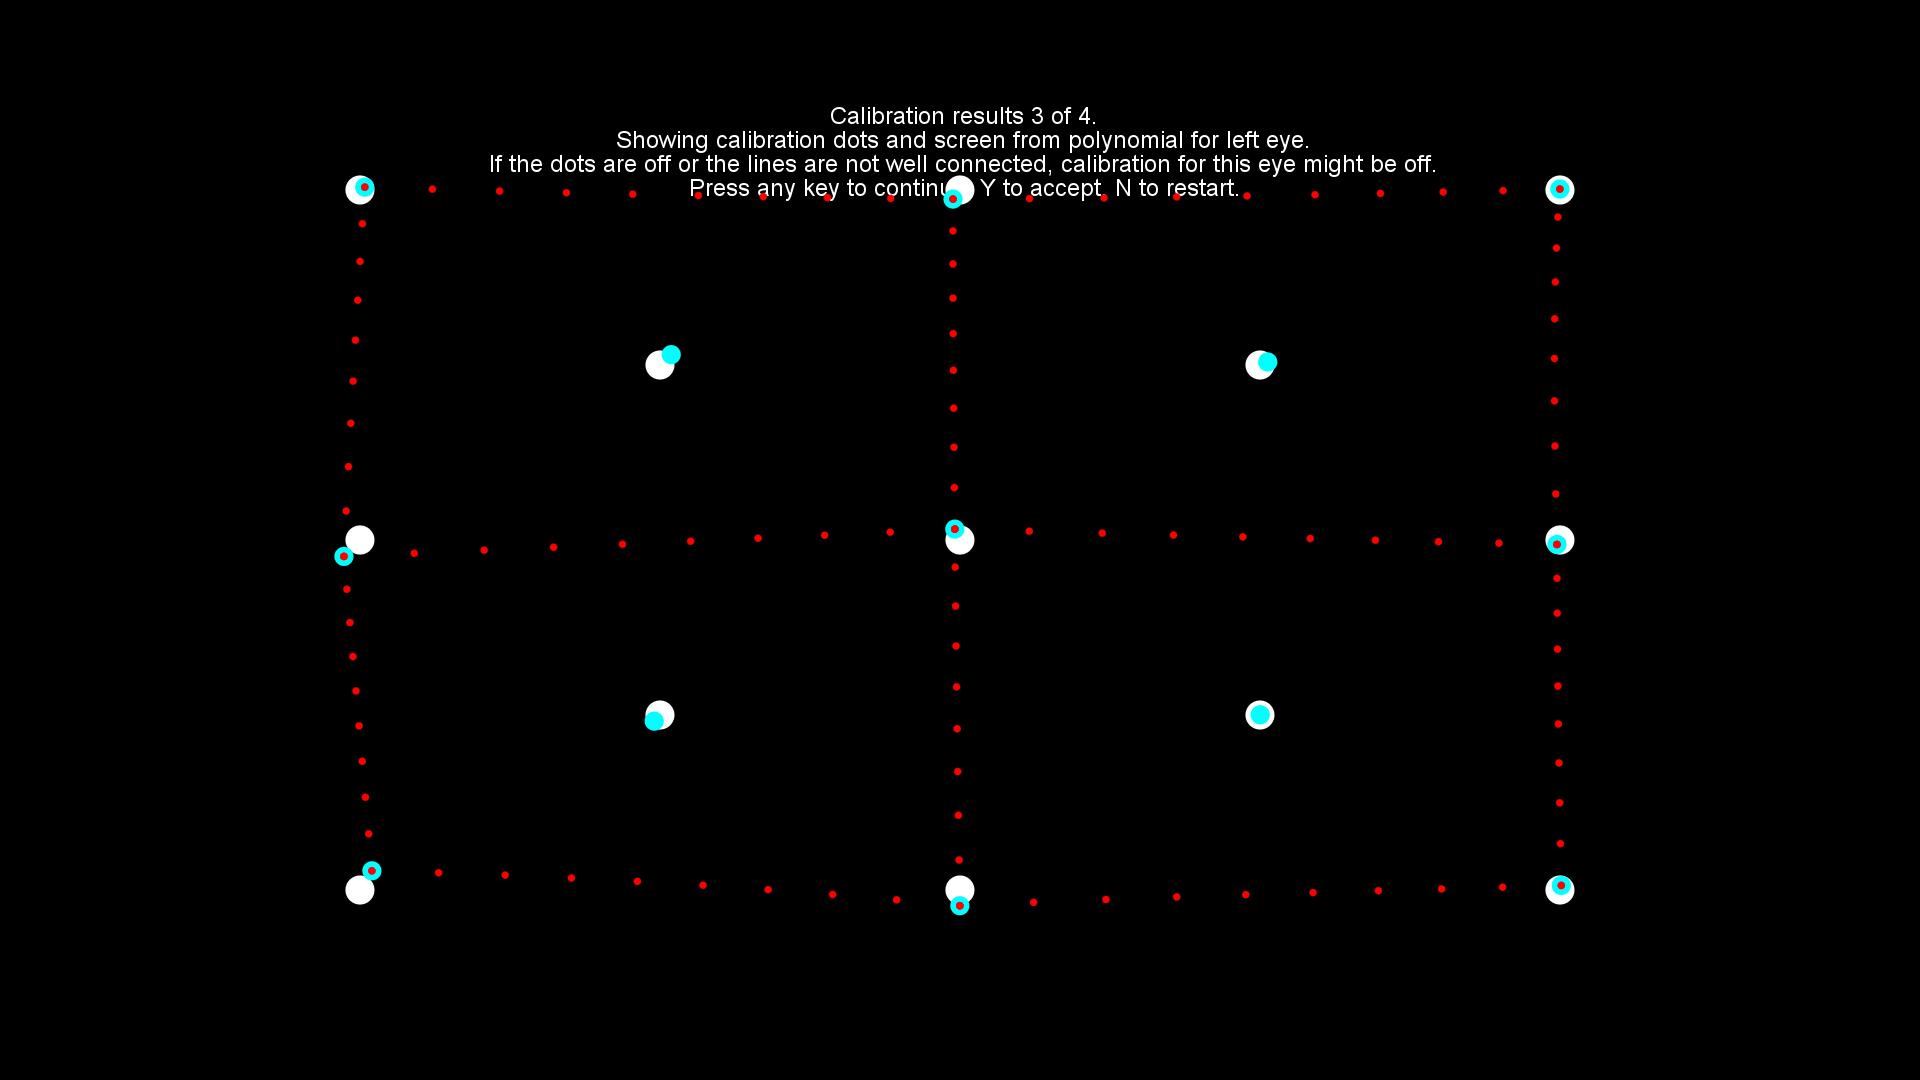 Calibration results 3 of 4.
Showing calibration dots and screen from polynomial for left eye.
If the dots are off or the lines are not well connected, calibration for this eye might be off.
Press any key to continu Y to accept N to restart.